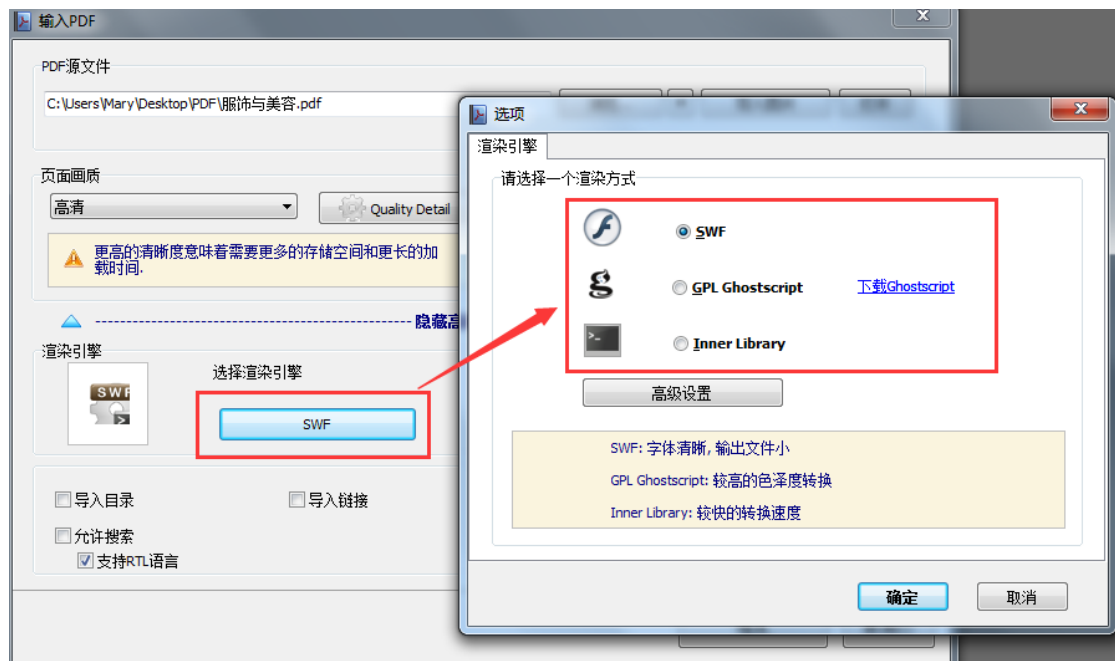 输入PDF
PDF源文件
C:\Users\Mary\Desktop\PDF\服饰与美容.pdf
页面画质
高清
Quality Detail
更高的清晰度意味着需要更多的存储空间和更长的加
载时间.
隐藏高
渲染引擎
SWF
选择渲染引擎
SWF
导入目录
导入链接
允许搜索
支持RTL语言
选项
渲染引擎
请选择一个渲染方式
SWF
GPL Ghostscript
下载Ghostscript
Inner Library
高级设置
SWF: 字体清晰, 输出文件小
GPL Ghostscript: 较高的色泽度转换
Inner Library: 较快的转换速度
确定
取消